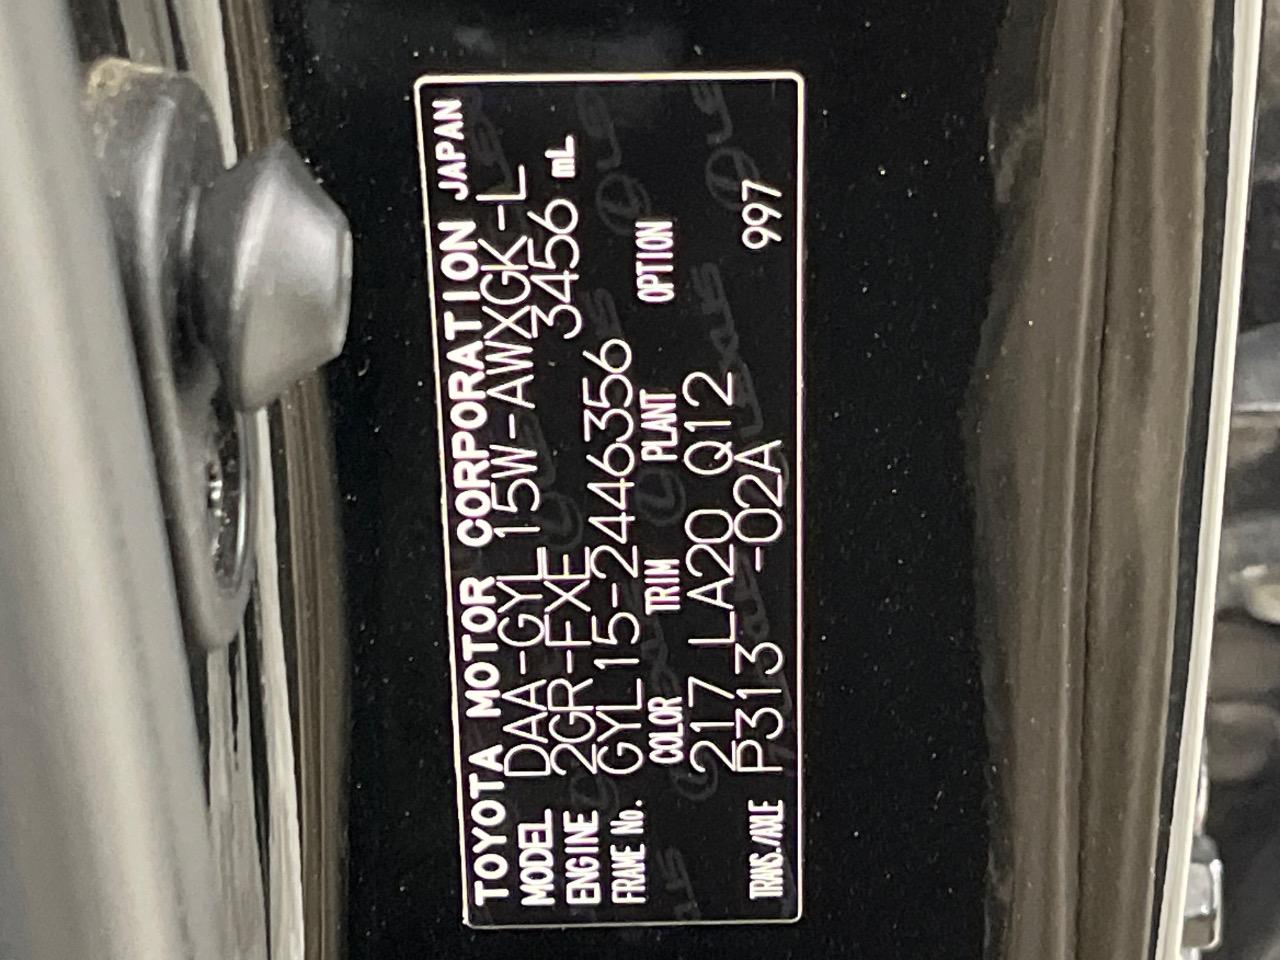 TOYOTA MOTOR CORPORATION JAPAN
MODEL DAA-GYL15W-AWXGK-L
ENGINE 2GR-FXE 3456 mL
FRAME No. GYL15-2446356
COLOR TRIM PLANT OPTION
217 LA20 Q12
TRANS./AXLE P313 -02A 997